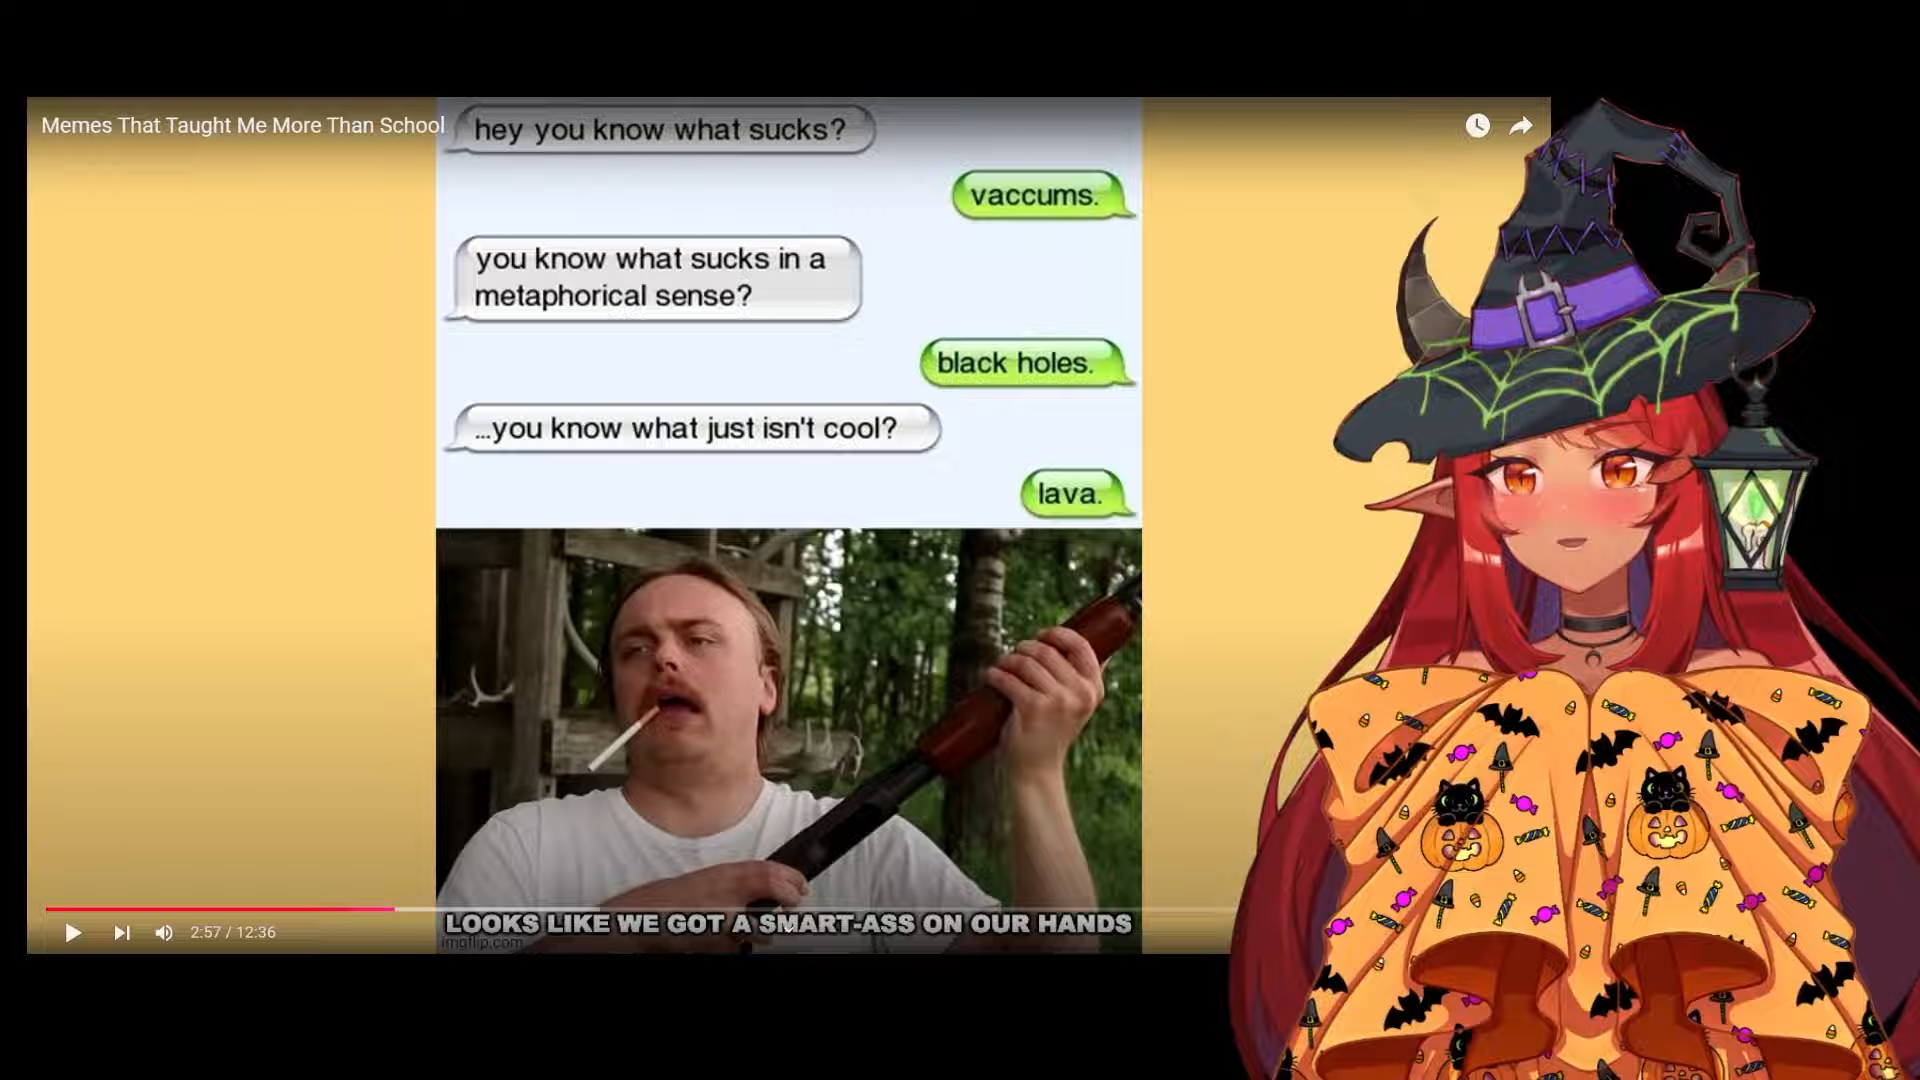 Memes That Taught Me More Than School
hey you know what sucks?
vaccums.
you know what sucks in a
metaphorical sense?
black holes.
...you know what just isn't cool?
lava.
LOOKS LIKE WE GOT A SMART-ASS ON OUR HANDS
imgflip.com
2:57 / 12:36